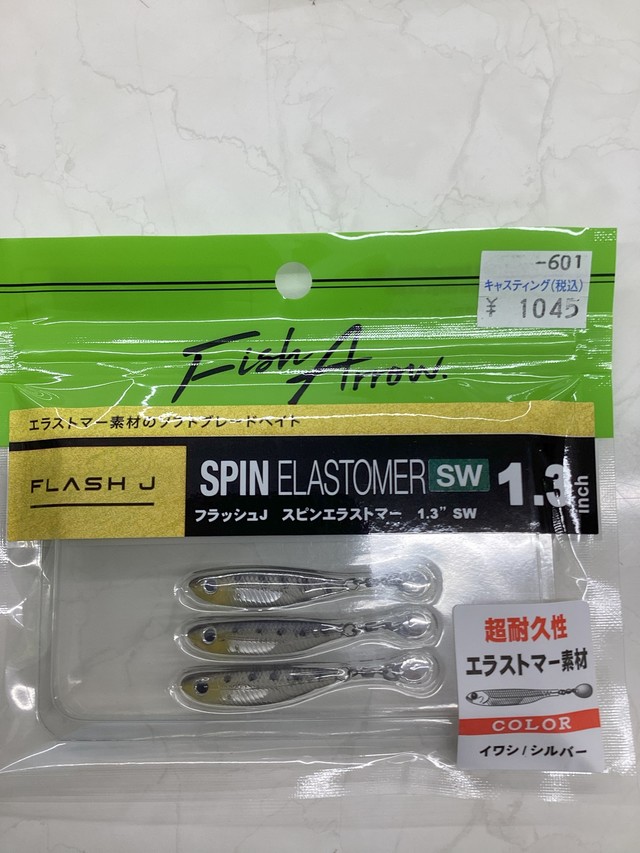 -601
キャスティング(税込)
¥ 1045
Fish Arrow.
エラストマー素材のソフトブレードベイト
FLASH J
SPIN ELASTOMER SW 1.3 inch
フラッシュJ スピンエラストマー 1.3" SW
超耐久性
エラストマー素材
COLOR
イワシ/シルバー